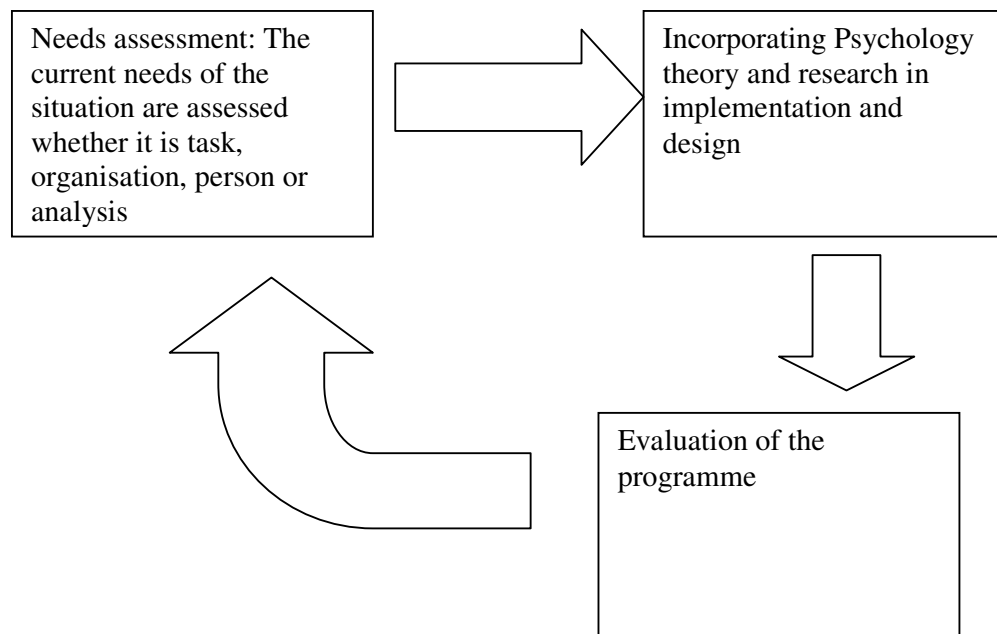 Needs assessment: The
current needs of the
situation are assessed
whether it is task,
organisation, person or
analysis
Incorporating Psychology
theory and research in
implementation and
design
Evaluation of the
programme